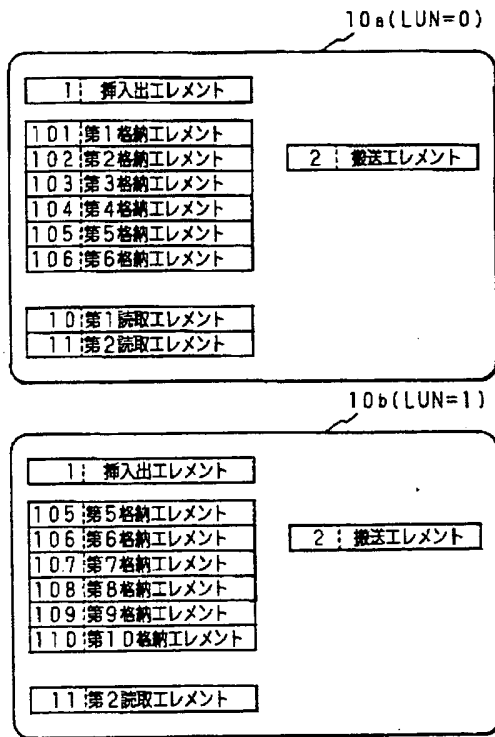 10a(LUN=0)
1 挿入出エレメント
101 第1格納エレメント
102 第2格納エレメント
103 第3格納エレメント
104 第4格納エレメント
105 第5格納エレメント
106 第6格納エレメント
2 搬送エレメント
10 第1読取エレメント
11 第2読取エレメント
10b(LUN=1)
1 挿入出エレメント
105 第5格納エレメント
106 第6格納エレメント
107 第7格納エレメント
108 第8格納エレメント
109 第9格納エレメント
110 第10格納エレメント
2 搬送エレメント
11 第2読取エレメント